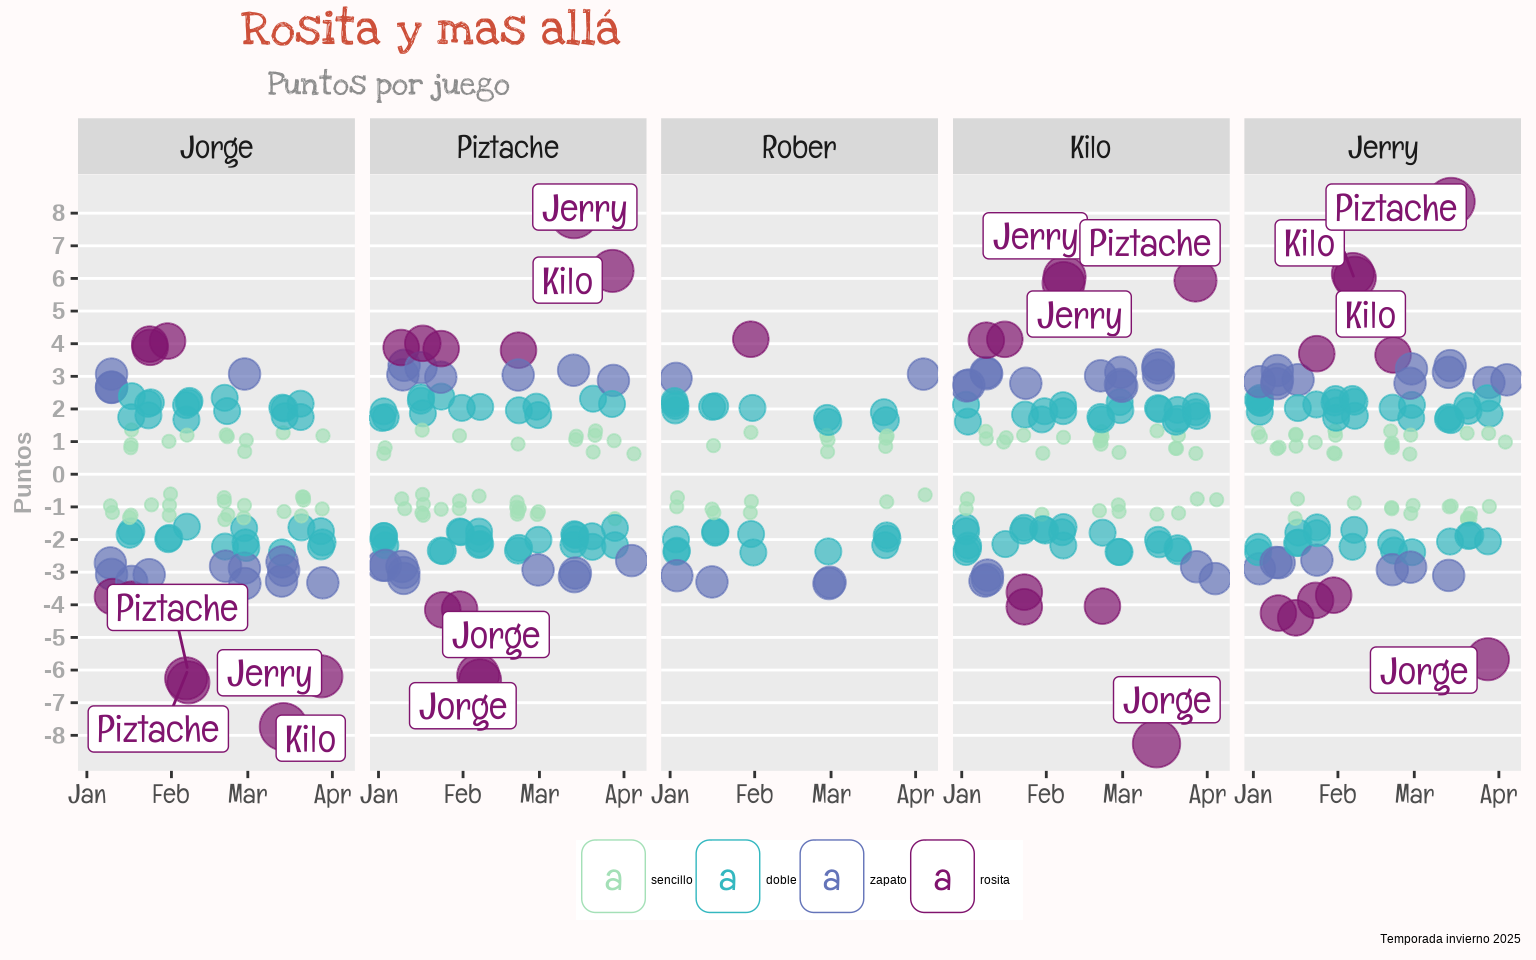 Rosita y mas allá
Puntos por juego
Jorge Piztache Rober Kilo Jerry
Puntos
8
7
6
5
4
3
2
1
0
-1
-2
-3
-4
-5
-6
-7
-8
Piztache
Jerry
Piztache
Kilo
Jerry
Kilo
Jorge
Jorge
Jerry
Piztache
Jerry
Jorge
Piztache
Kilo
Kilo
Jorge
Jan Feb Mar Apr Jan Feb Mar Apr Jan Feb Mar Apr Jan Feb Mar Apr Jan Feb Mar Apr
a sencillo a doble a zapato a rosita
Temporada invierno 2025